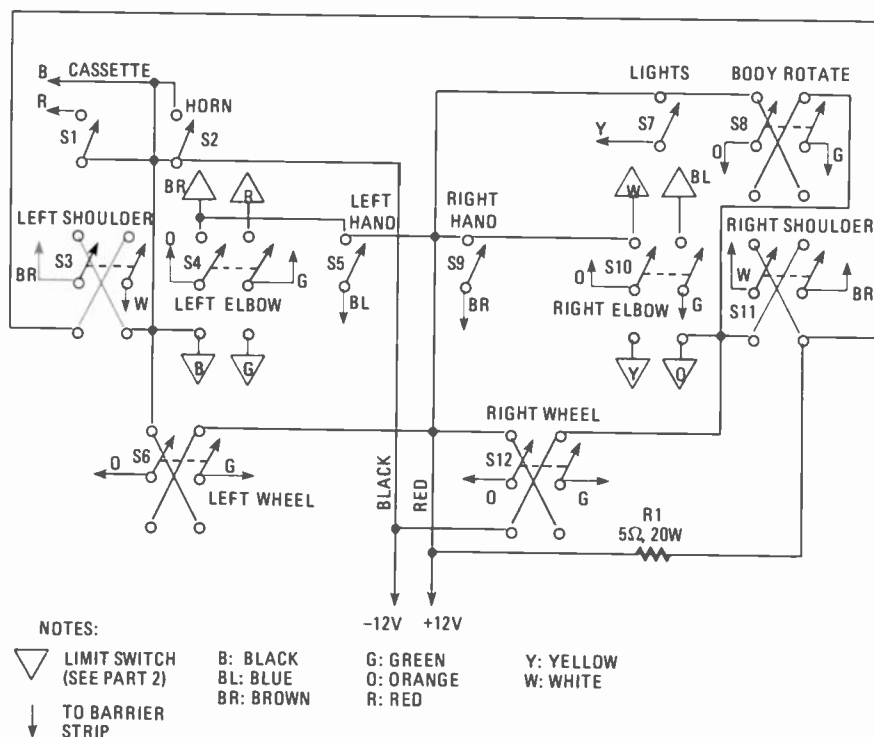 B CASSETTE
R
HORN
S1
S2
LIGHTS
BODY ROTATE
Y
S7
S8
O
G
BR
R
LEFT HAND
RIGHT HAND
W
BL
LEFT SHOULDER
S3
BR
W
O
S4
G
LEFT ELBOW
S5
BL
S9
BR
O
S10
G
RIGHT ELBOW
RIGHT SHOULDER
W
S11
BR
B
G
Y
O
O
S6
G
LEFT WHEEL
BLACK
RED
RIGHT WHEEL
S12
O
G
R1
5Ω, 20W
-12V
+12V
NOTES:
LIMIT SWITCH
(SEE PART 2)
TO BARRIER
STRIP
B: BLACK
BL: BLUE
BR: BROWN
G: GREEN
O: ORANGE
R: RED
Y: YELLOW
W: WHITE